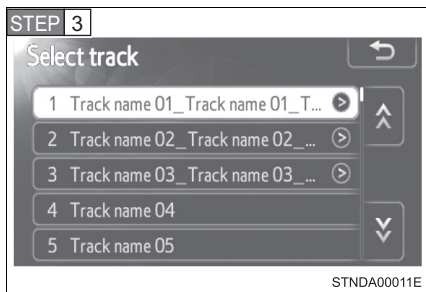 STEP 3
Select track
1 Track name 01_Track name 01_T...
2 Track name 02_Track name 02_...
3 Track name 03_Track name 03_...
4 Track name 04
5 Track name 05
STNDA00011E